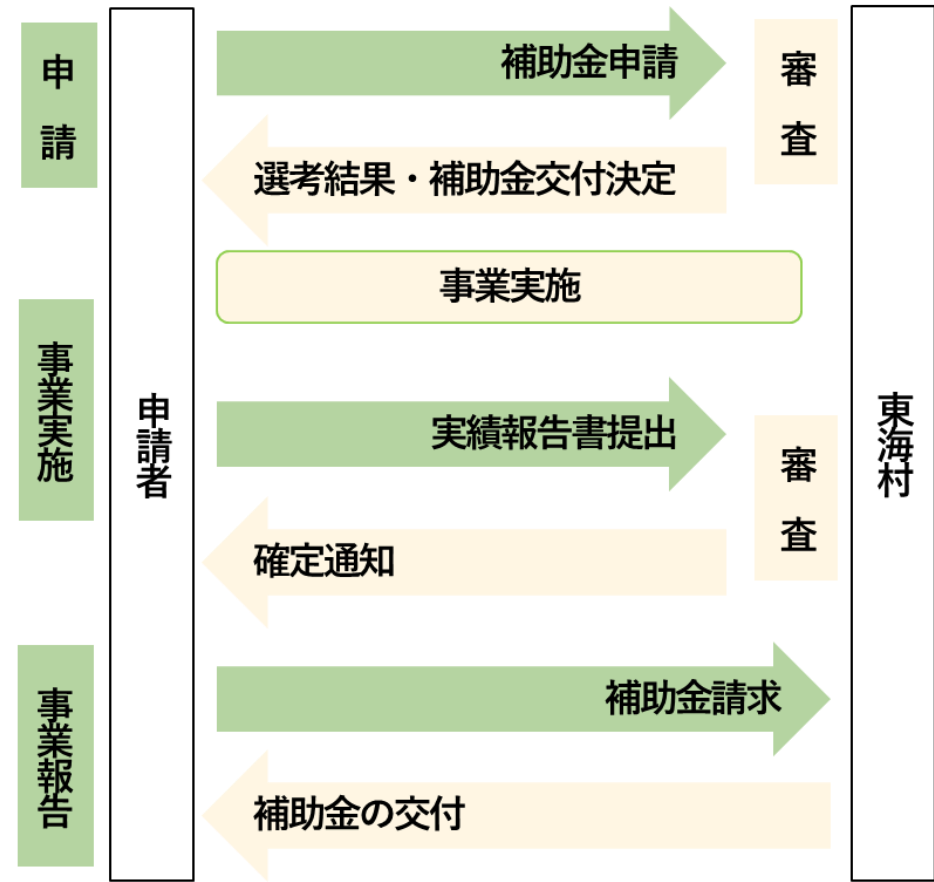 申請
補助金申請
審査
選考結果・補助金交付決定
事業実施
事業実施
申請者
実績報告書提出
審査
東海村
確定通知
事業報告
補助金請求
補助金の交付